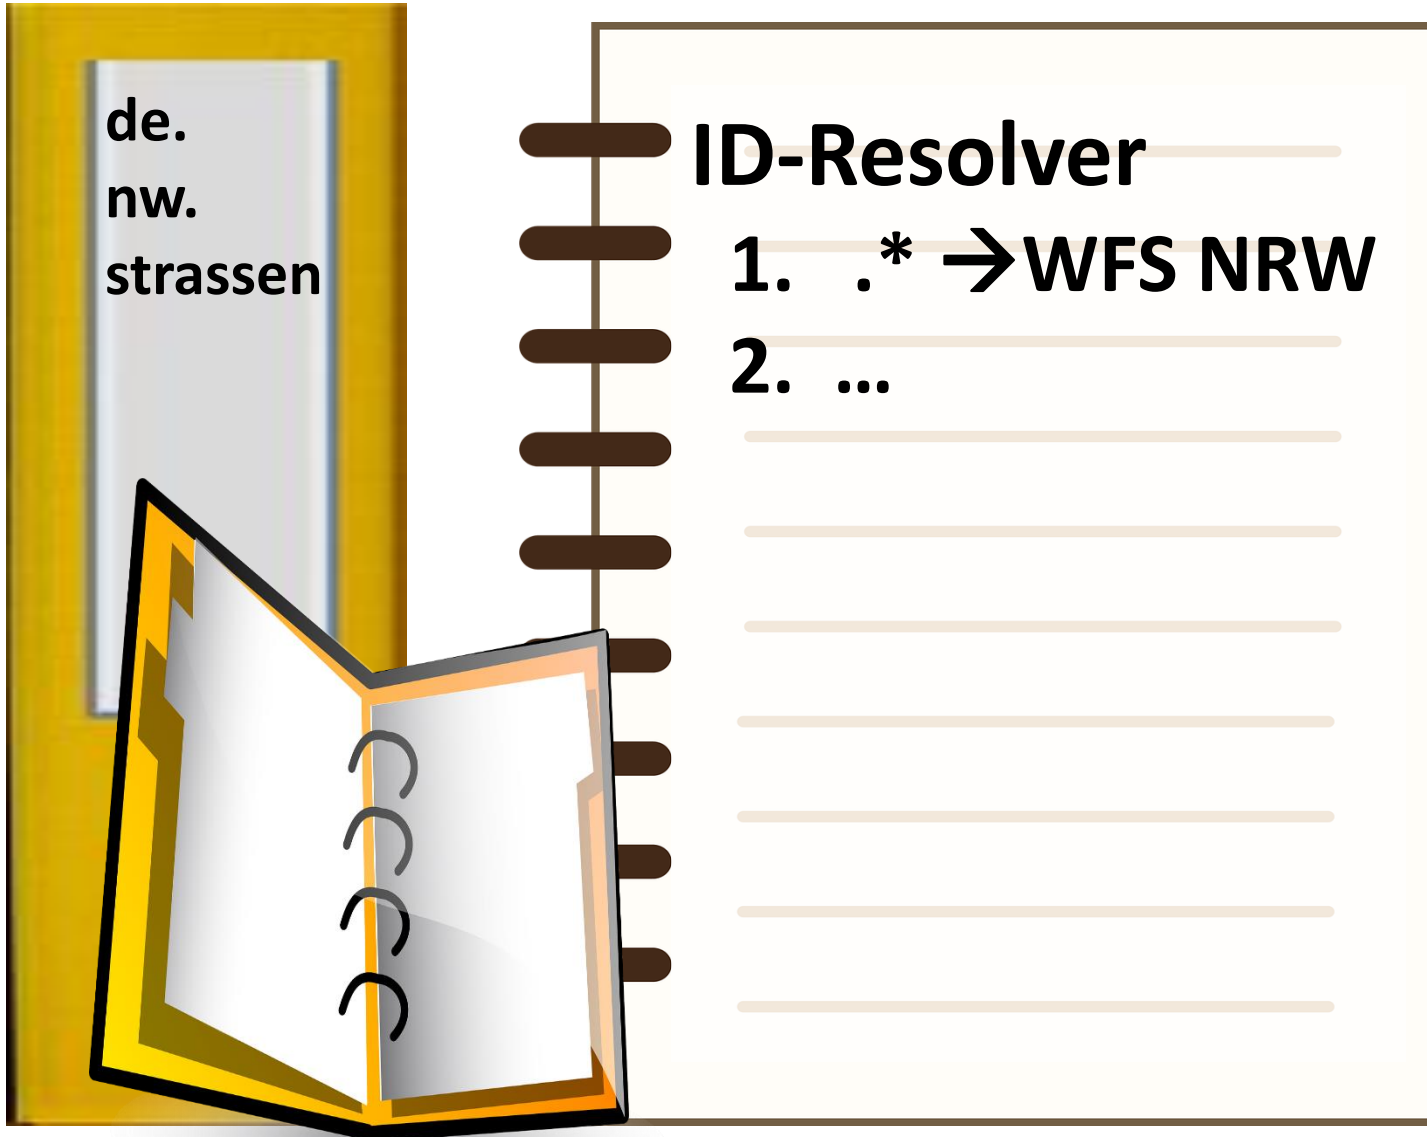 de.
nw.
strassen
ID-Resolver
1. .* →WFS NRW
2. ...